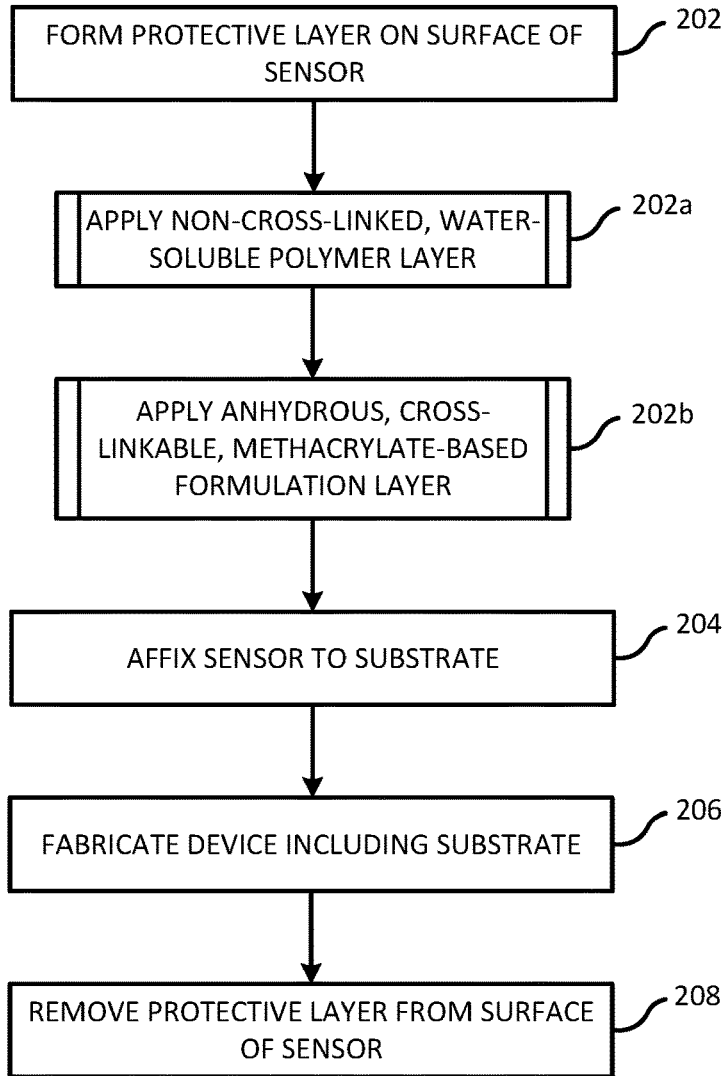 FORM PROTECTIVE LAYER ON SURFACE OF
SENSOR
202
APPLY NON-CROSS-LINKED, WATER-
SOLUBLE POLYMER LAYER
202a
APPLY ANHYDROUS, CROSS-
LINKABLE, METHACRYLATE-BASED
FORMULATION LAYER
202b
AFFIX SENSOR TO SUBSTRATE
204
FABRICATE DEVICE INCLUDING SUBSTRATE
206
REMOVE PROTECTIVE LAYER FROM SURFACE
OF SENSOR
208